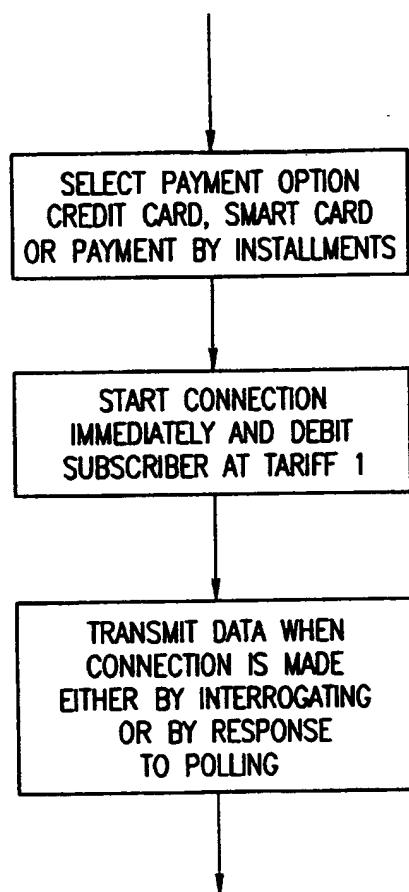 SELECT PAYMENT OPTION
CREDIT CARD, SMART CARD
OR PAYMENT BY INSTALLMENTS
START CONNECTION
IMMEDIATELY AND DEBIT
SUBSCRIBER AT TARIFF 1
TRANSMIT DATA WHEN
CONNECTION IS MADE
EITHER BY INTERROGATING
OR BY RESPONSE
TO POLLING